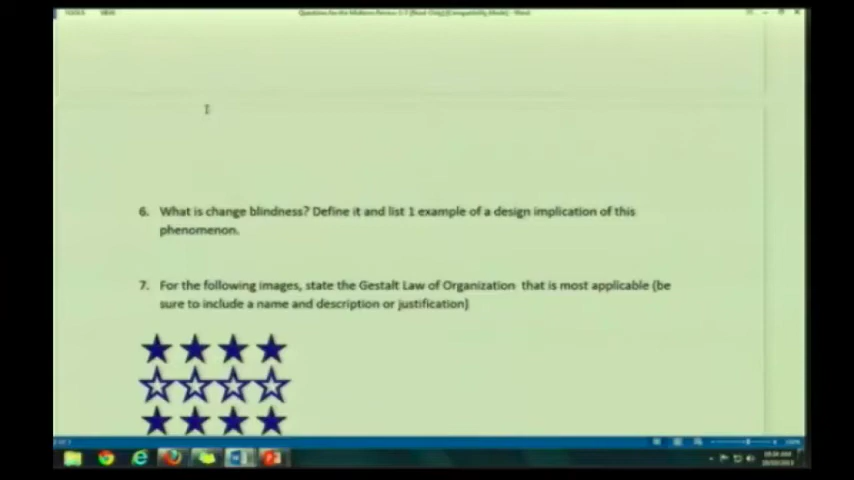 TOOLS VIEW
6. What is change blindness? Define it and list 1 example of a design implication of this
phenomenon.
7. For the following images, state the Gestalt Law of Organization that is most applicable (be
sure to include a name and description or justification)